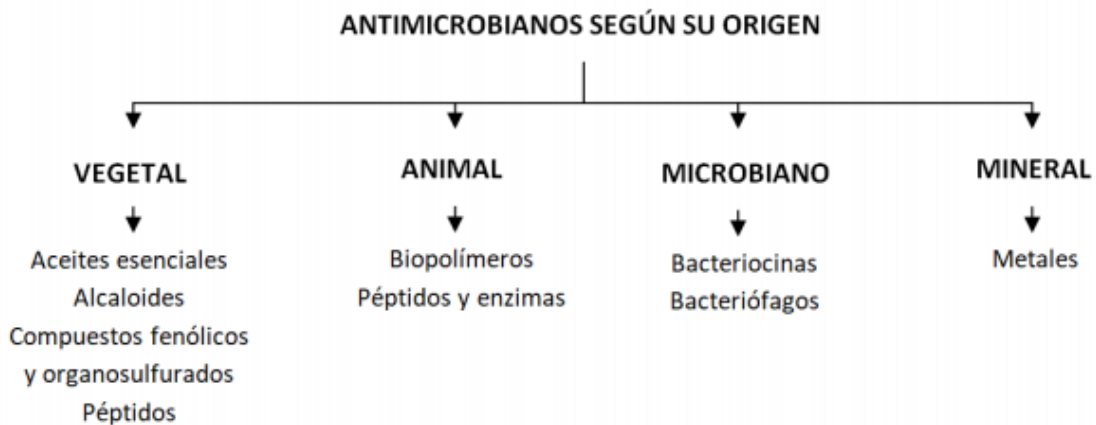 ANTIMICROBIANOS SEGÚN SU ORIGEN
VEGETAL
Aceites esenciales
Alcaloides
Compuestos fenólicos
y organosulfurados
Péptidos
ANIMAL
Biopolímeros
Péptidos y enzimas
MICROBIANO
Bacteriocinas
Bacteriófagos
MINERAL
Metales